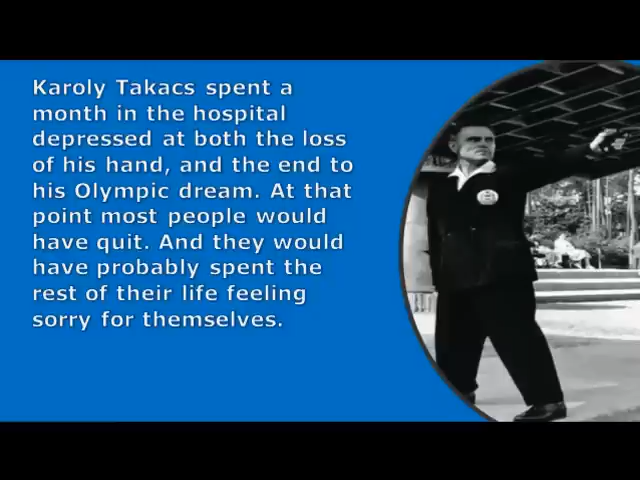 Karoly Takacs spent a
month in the hospital
depressed at both the loss
of his hand, and the end to
his Olympic dream. At that
point most people would
have quit. And they would
have probably spent the
rest of their life feeling
sorry for themselves.